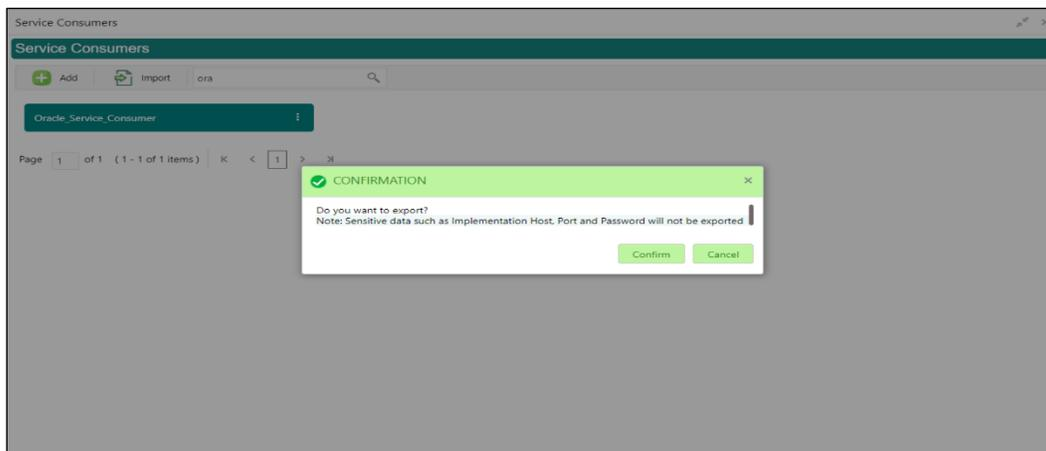 Service Consumers
Service Consumers
Add Import ora
Oracle_Service_Consumer
Page 1 of 1 (1 - 1 of 1 items) K < 1 > >|
CONFIRMATION ×
Do you want to export?
Note: Sensitive data such as Implementation Host, Port and Password will not be exported
Confirm Cancel